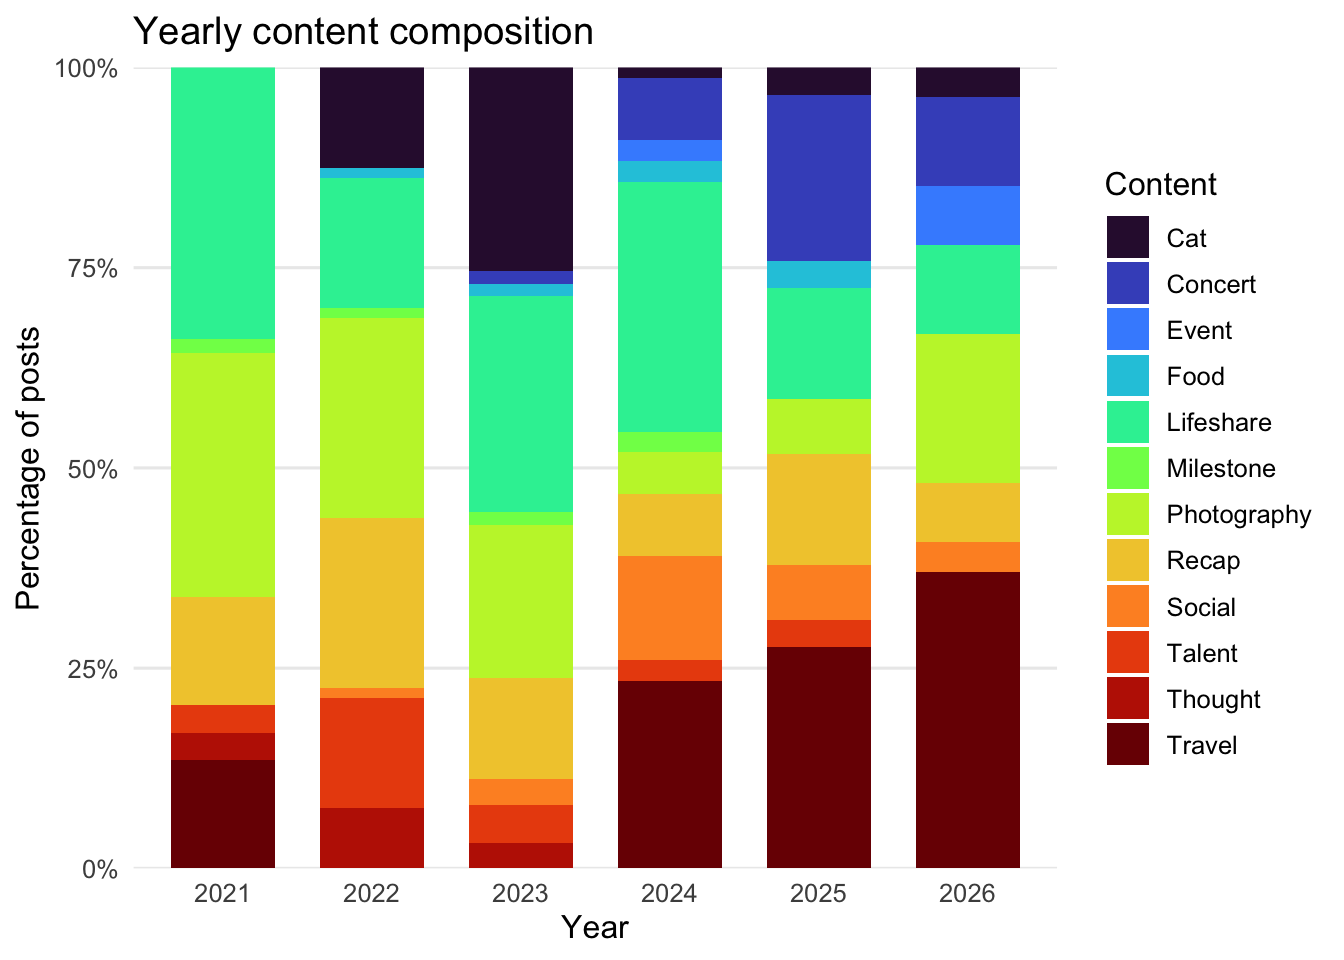 Yearly content composition
100%
75%
50%
25%
0%
Percentage of posts
2021 2022 2023 2024 2025 2026
Year
Content
Cat
Concert
Event
Food
Lifeshare
Milestone
Photography
Recap
Social
Talent
Thought
Travel